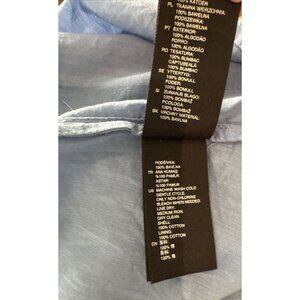 100% KATOEN
PL TKANINA WIERZCHNIA:
100% BAWEŁNA
PODSZEWKA:
100% BAWEŁNA
PT EXTERIOR:
100% ALGODÃO
FORRO:
100% ALGODÃO
RO TESATURA:
100% BUMBAC
CAPTUSEALA
100% BUMBAC
SE YTTERTYG:
100% BOMULL
FODER:
100% BOMULL
SI ZUNANJE BLAGO:
100% BOMBAŽ
PODLOGA:
100% BOMBAŽ
SK VRCHNÝ MATERIÁL:
100% BAVLNA
PODŠÍVKA:
100% BAVLNA
TR ANA KUMAŞ:
%100 PAMUK
ASTAR:
%100 PAMUK
US MACHINE WASH COLD
GENTLE CYCLE.
ONLY NON-CHLORINE
BLEACH WHEN NEEDED.
LINE DRY.
MEDIUM IRON.
DRY CLEAN.
SHELL:
100% COTTON
LINING:
100% COTTON
CN
100% 棉
100% 棉